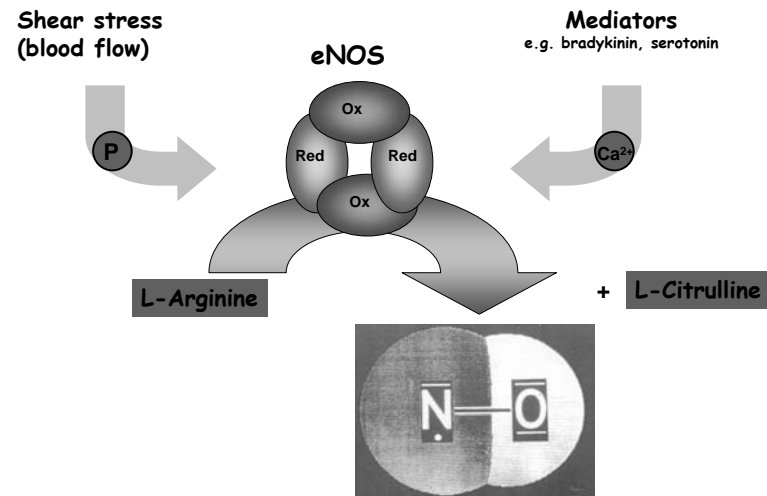 Shear stress
(blood flow)
Mediators
e.g. bradykinin, serotonin
eNOS
Ox
P
Red
Red
Ca²⁺
Ox
L-Arginine
+ L-Citrulline
N
O